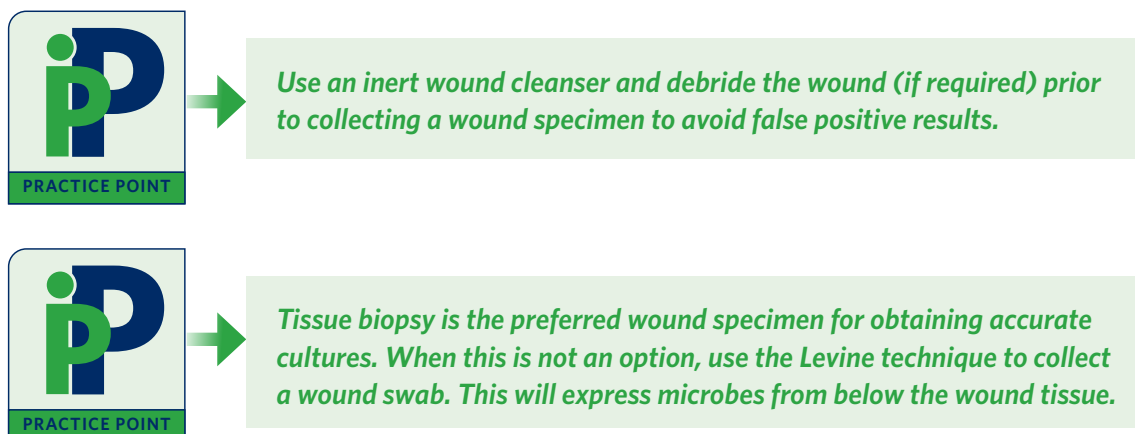 iPP
PRACTICE POINT
Use an inert wound cleanser and debride the wound (if required) prior
to collecting a wound specimen to avoid false positive results.
iPP
PRACTICE POINT
Tissue biopsy is the preferred wound specimen for obtaining accurate
cultures. When this is not an option, use the Levine technique to collect
a wound swab. This will express microbes from below the wound tissue.